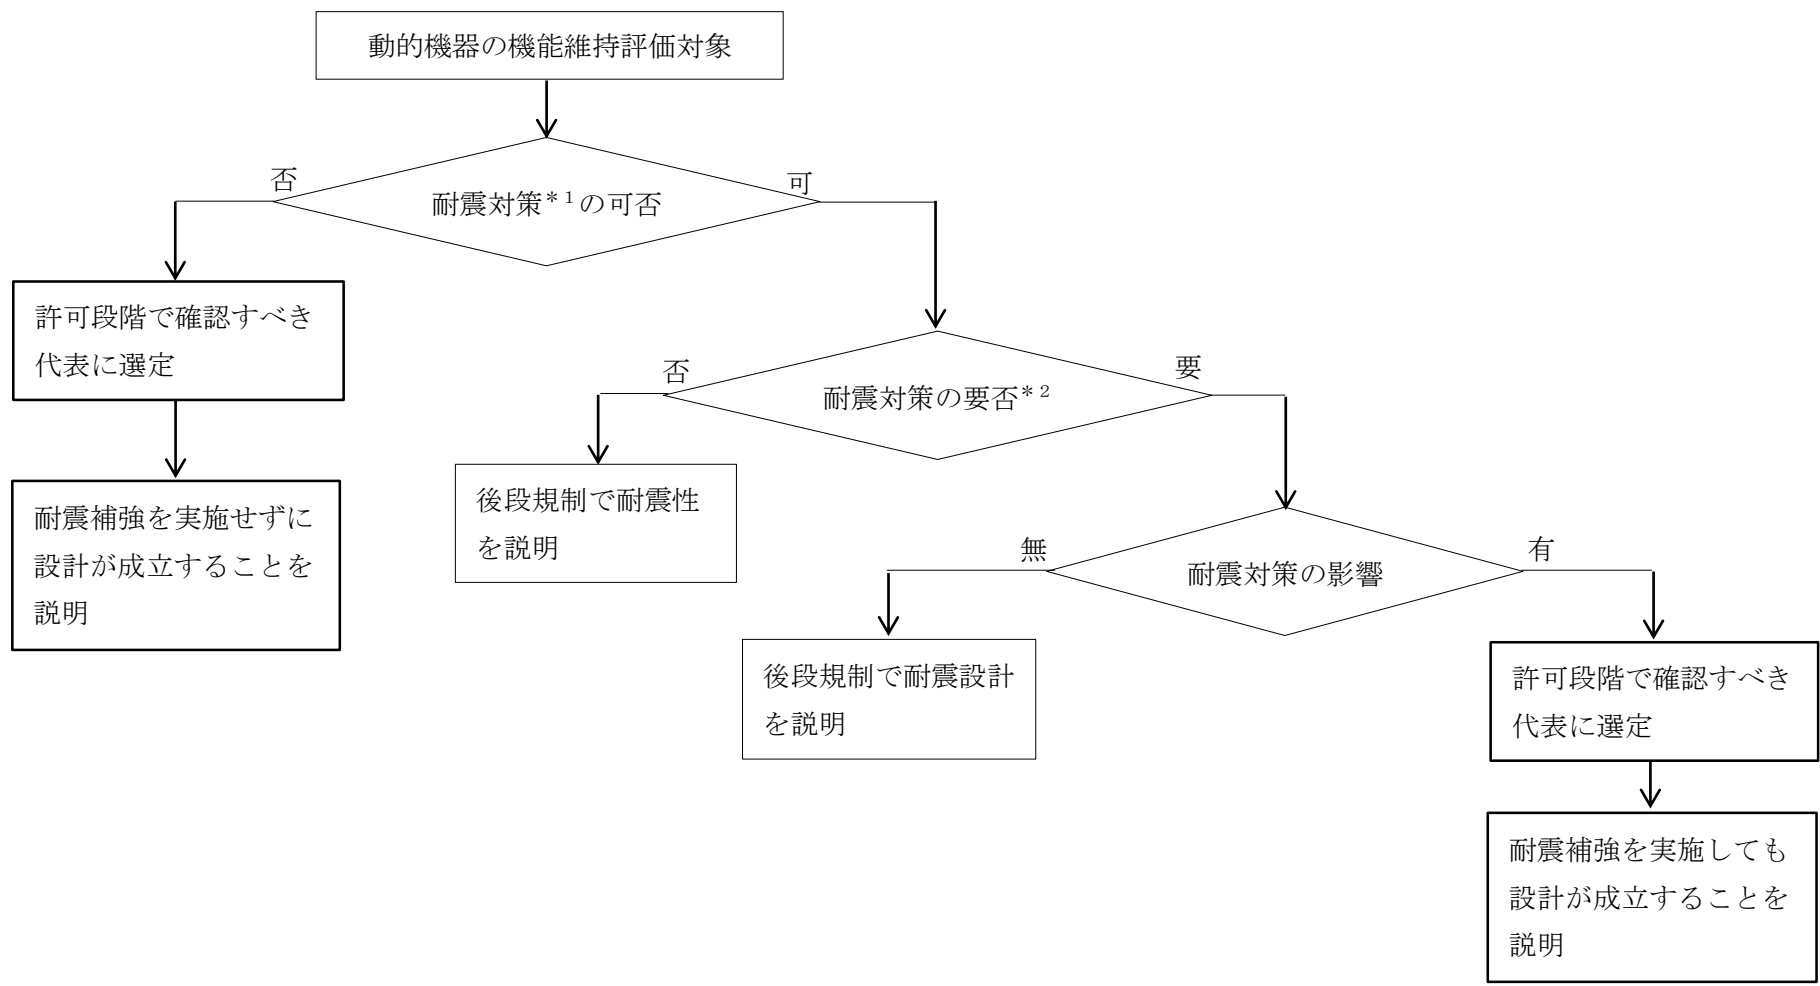 動的機器の機能維持評価対象
否
可
耐震対策*1の可否
許可段階で確認すべき
代表に選定
否
要
耐震対策の要否*2
耐震補強を実施せずに
設計が成立することを
説明
後段規制で耐震性
を説明
無
有
耐震対策の影響
後段規制で耐震設計
を説明
許可段階で確認すべき
代表に選定
耐震補強を実施しても
設計が成立することを
説明